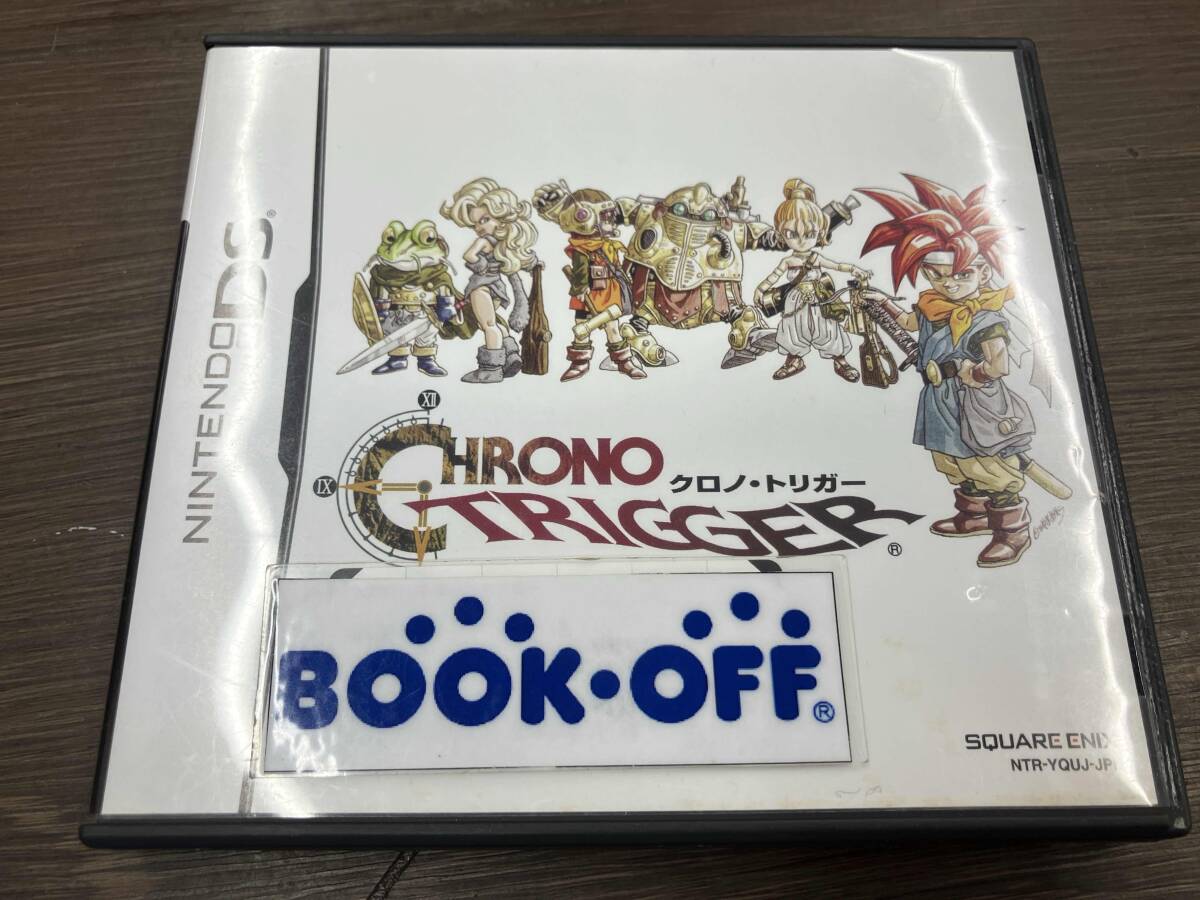 NINTENDO DS®
XII
IX
CHRONO
TRIGGER®
クロノ・トリガー
BOOK・OFF®
SQUARE ENIX
NTR-YQUJ-JP